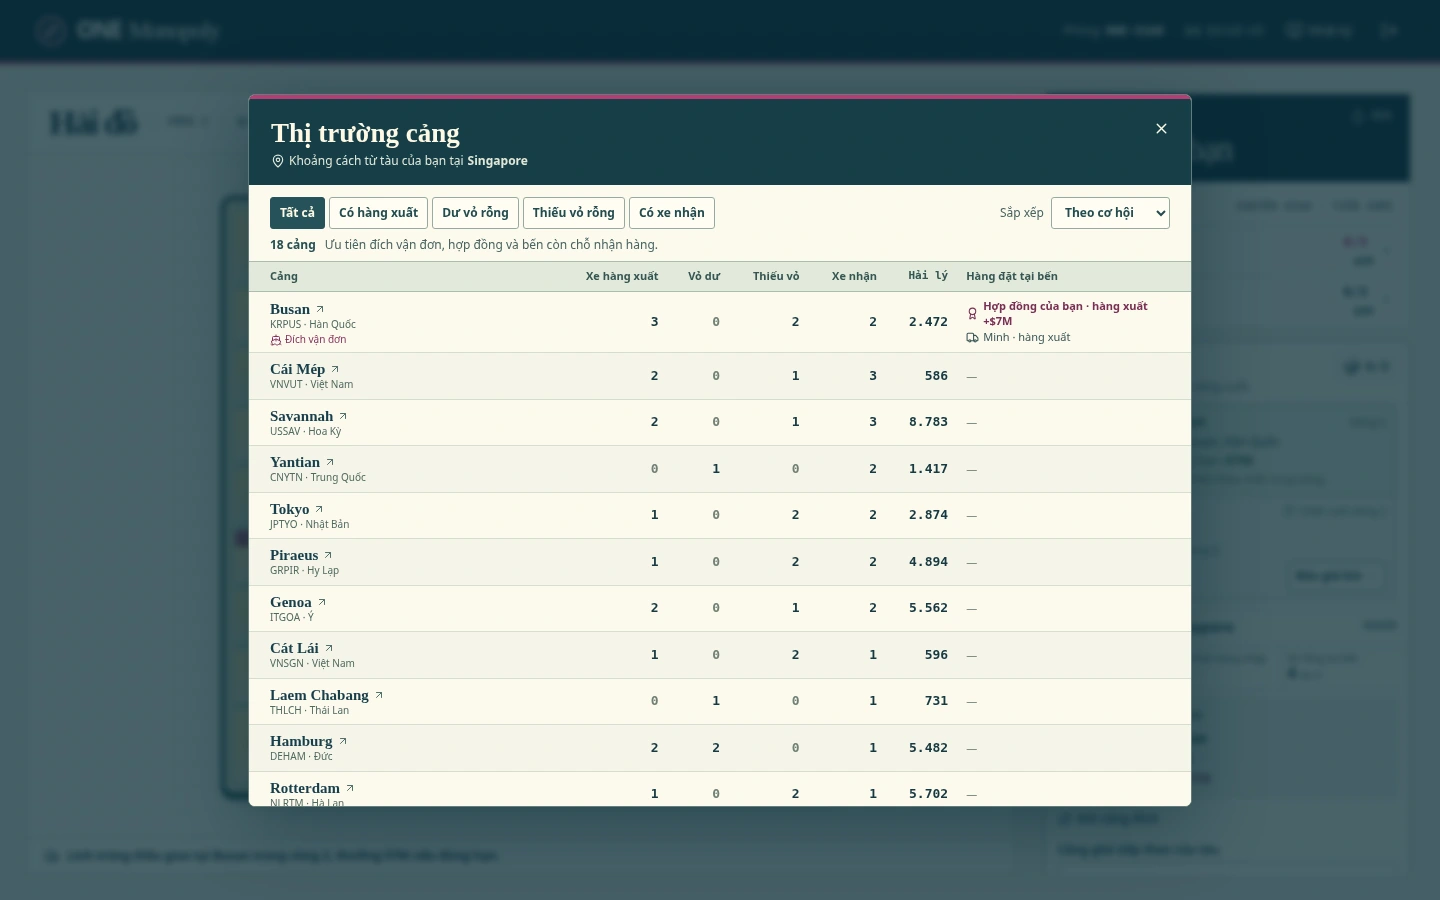 ONE Monopoly
Hải đồ
Thị trường cảng
Khoảng cách từ tàu của bạn tại Singapore
Tất cả
Có hàng xuất
Dư vỏ rỗng
Thiếu vỏ rỗng
Có xe nhận
Sắp xếp
Theo cơ hội
18 cảng Ưu tiên đích vận đơn, hợp đồng và bến còn chỗ nhận hàng.
Cảng Xe hàng xuất Vỏ dư Thiếu vỏ Xe nhận Hải lý Hàng đặt tại bến
Busan
KRPUS · Hàn Quốc
Đích vận đơn
3 0 2 2 2.472
Hợp đồng của bạn · hàng xuất
+$7M
Minh · hàng xuất
Cái Mép
VNVUT · Việt Nam
2 0 1 3 586 —
Savannah
USSAV · Hoa Kỳ
2 0 1 3 8.783 —
Yantian
CNYTN · Trung Quốc
0 1 0 2 1.417 —
Tokyo
JPTYO · Nhật Bản
1 0 2 2 2.874 —
Piraeus
GRPIR · Hy Lạp
1 0 2 2 4.894 —
Genoa
ITGOA · Ý
2 0 1 2 5.562 —
Cát Lái
VNSGN · Việt Nam
1 0 2 1 596 —
Laem Chabang
THLCH · Thái Lan
0 1 0 1 731 —
Hamburg
DEHAM · Đức
2 2 0 1 5.482 —
Rotterdam
NLRTM · Hà Lan
1 0 2 1 5.702 —